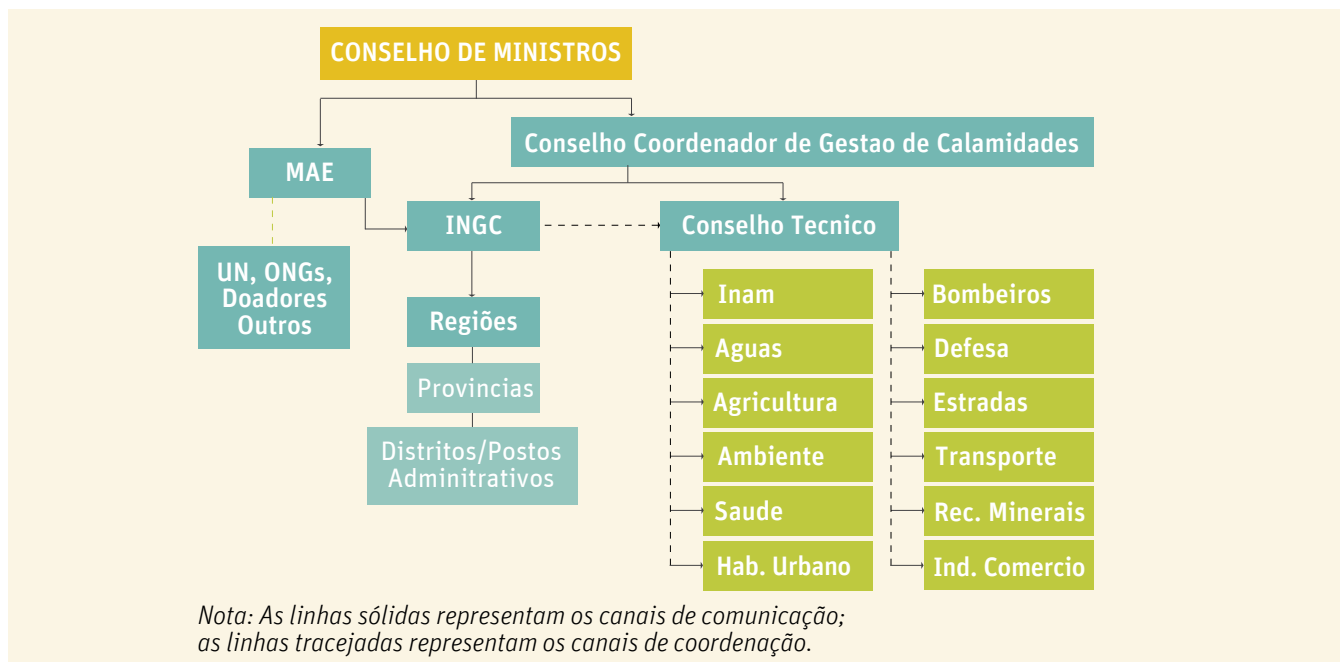 CONSELHO DE MINISTROS
Conselho Coordenador de Gestao de Calamidades
MAE
INGC
Conselho Tecnico
UN, ONGs,
Doadores
Outros
Regiões
Provincias
Distritos/Postos
Adminitrativos
Inam
Aguas
Agricultura
Ambiente
Saude
Hab. Urbano
Bombeiros
Defesa
Estradas
Transporte
Rec. Minerais
Ind. Comercio
Nota: As linhas sólidas representam os canais de comunicação;
as linhas tracejadas representam os canais de coordenação.